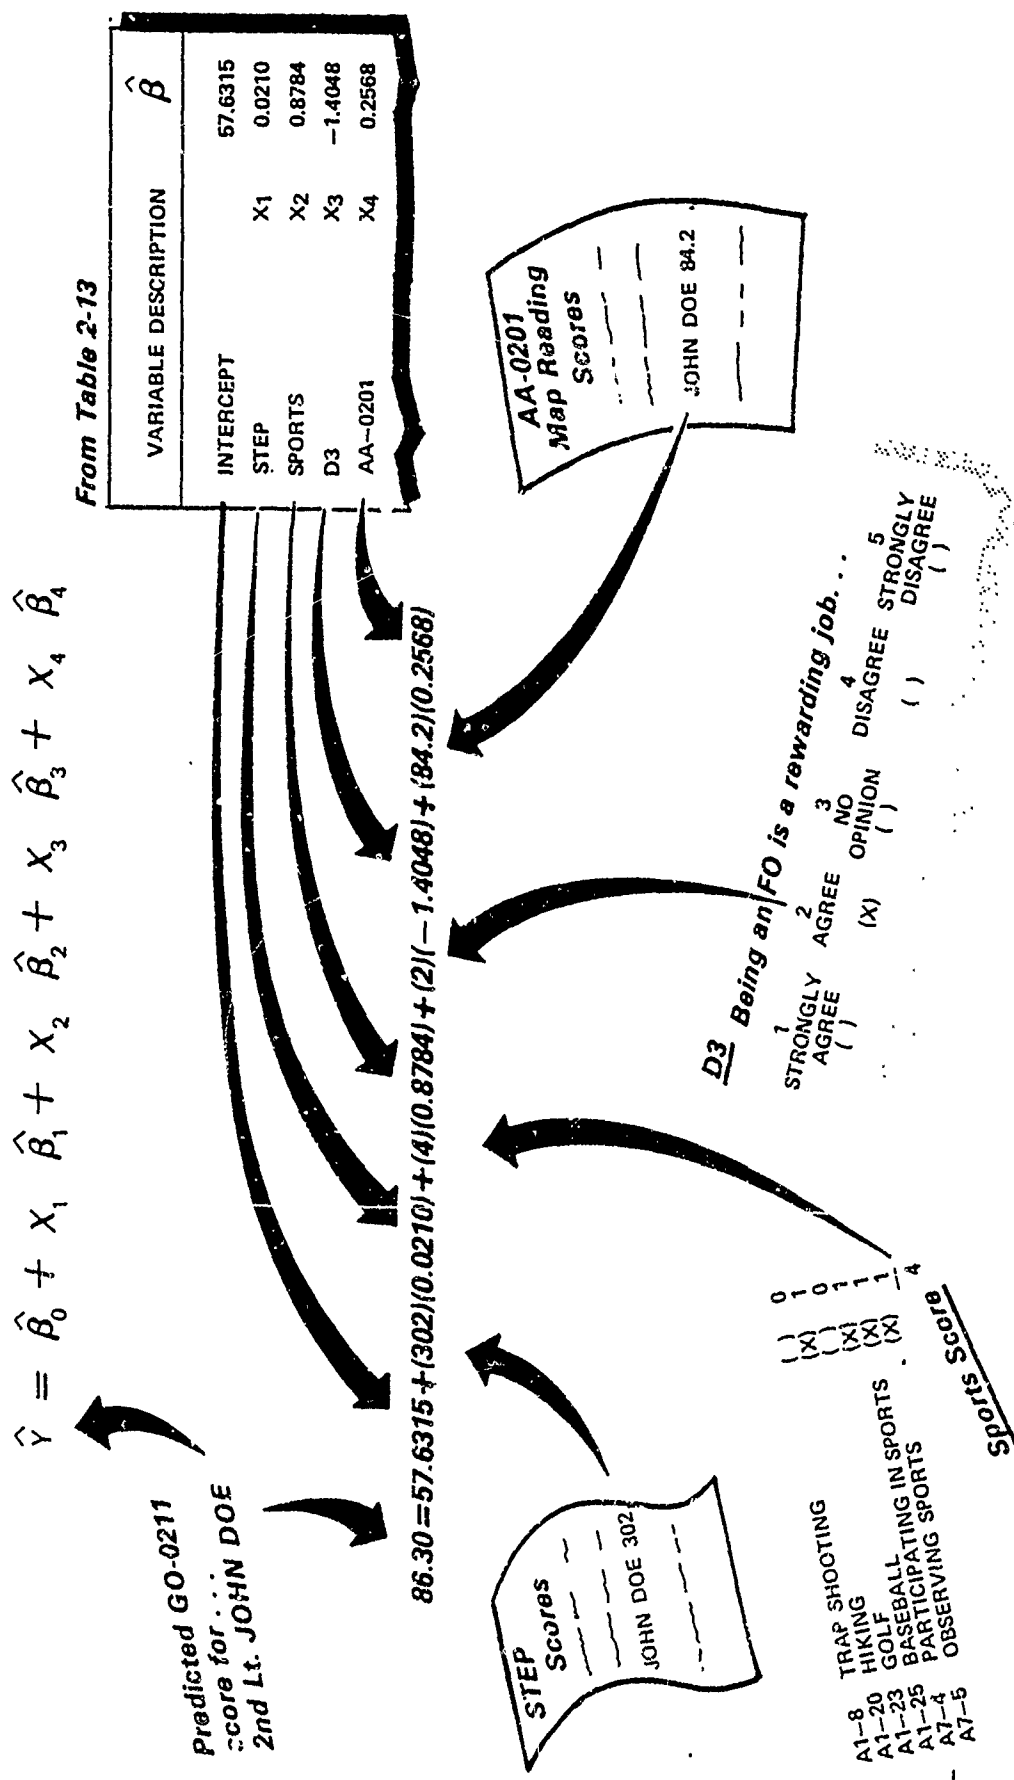 Ŷ = β̂0 + X1 β̂1 + X2 β̂2 + X3 β̂3 + X4 β̂4
Predicted GO-0211
score for . . .
2nd Lt. JOHN DOE
From Table 2-13
VARIABLE DESCRIPTION β̂
INTERCEPT 57.6315
STEP X1 0.0210
SPORTS X2 0.8784
D3 X3 −1.4048
AA−0201 X4 0.2568
86.30=57.6315+(302)(0.0210)+(4)(0.8784)+(2)(−1.4048)+(84.2)(0.2568)
STEP
Scores
JOHN DOE 302
AA-0201
Map Reading
Scores
JOHN DOE 84.2
D3 Being an FO is a rewarding job. . .
1 2 3 4 5
STRONGLY AGREE NO DISAGREE STRONGLY
AGREE OPINION DISAGREE
( ) (X) ( ) ( ) ( )
A1−8 TRAP SHOOTING ( ) 0
A1−20 HIKING (X) 1
A1−23 GOLF ( ) 0
A1−25 BASEBALL (X) 1
A7−4 PARTICIPATING IN SPORTS (X) 1
A7−5 OBSERVING SPORTS (X) 1
4
Sports Score